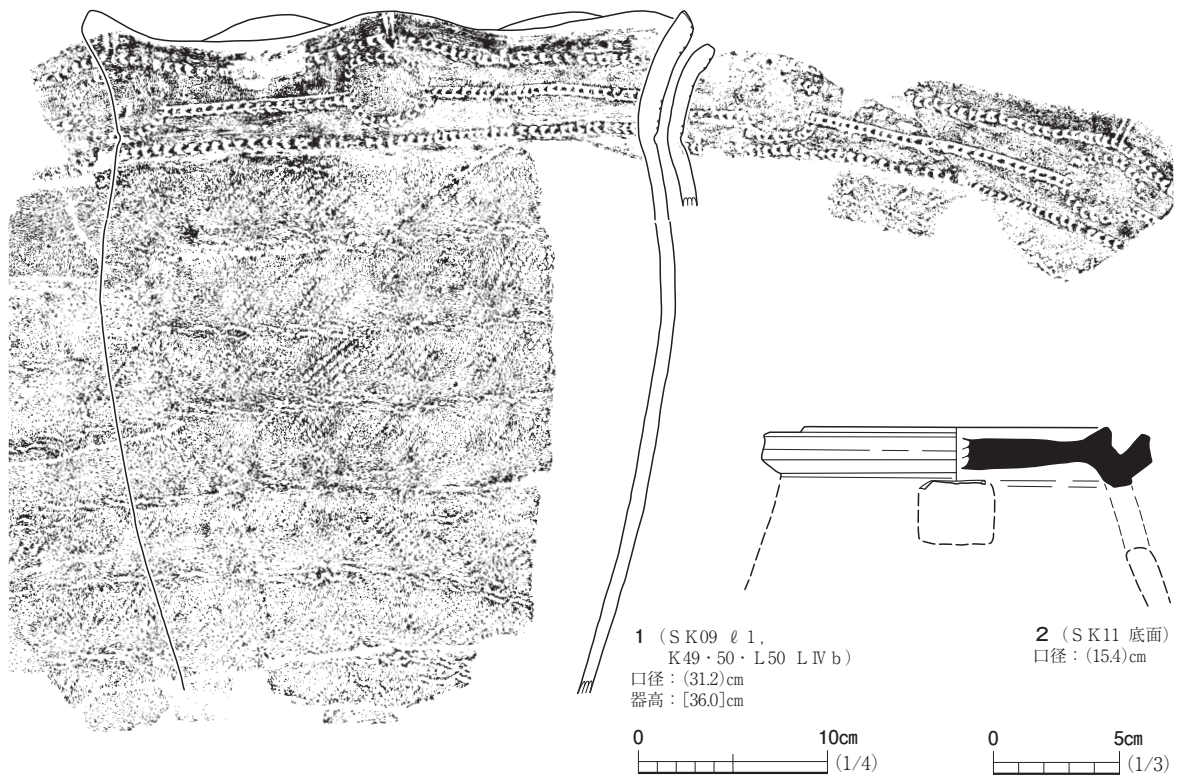 1 （SK09 ℓ 1，
K49・50・L50 LⅣb）
口径：(31.2)cm
器高：[36.0]cm
2 （SK11 底面）
口径：(15.4)cm
0 10cm
(1/4)
0 5cm
(1/3)